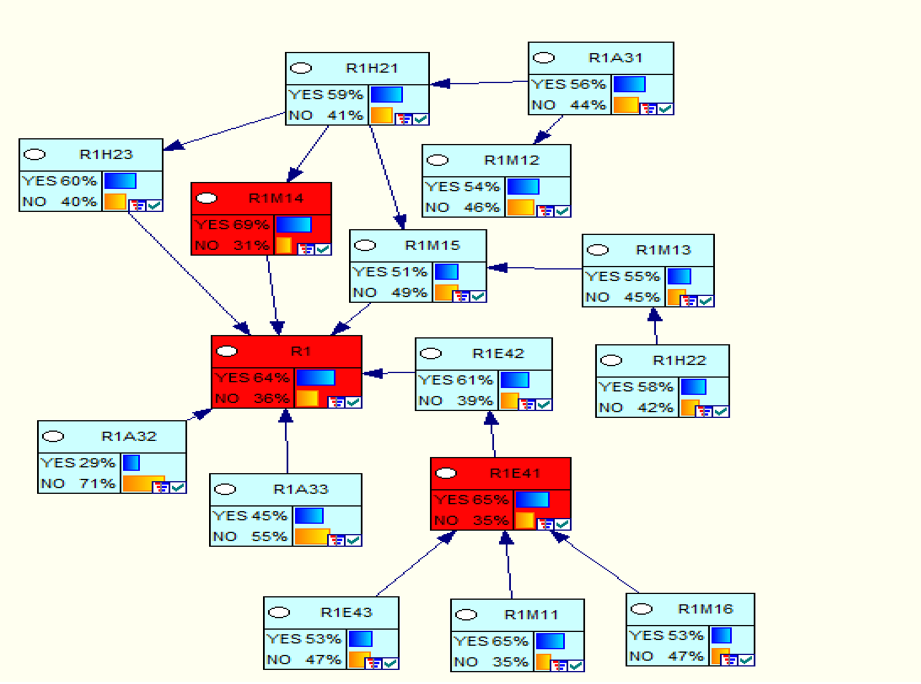 R1H21
YES 59%
NO 41%
R1A31
YES 56%
NO 44%
R1H23
YES 60%
NO 40%
R1M12
YES 54%
NO 46%
R1M14
YES 69%
NO 31%
R1M15
YES 51%
NO 49%
R1M13
YES 55%
NO 45%
R1
YES 64%
NO 36%
R1E42
YES 61%
NO 39%
R1H22
YES 58%
NO 42%
R1A32
YES 29%
NO 71%
R1A33
YES 45%
NO 55%
R1E41
YES 65%
NO 35%
R1E43
YES 53%
NO 47%
R1M11
YES 65%
NO 35%
R1M16
YES 53%
NO 47%